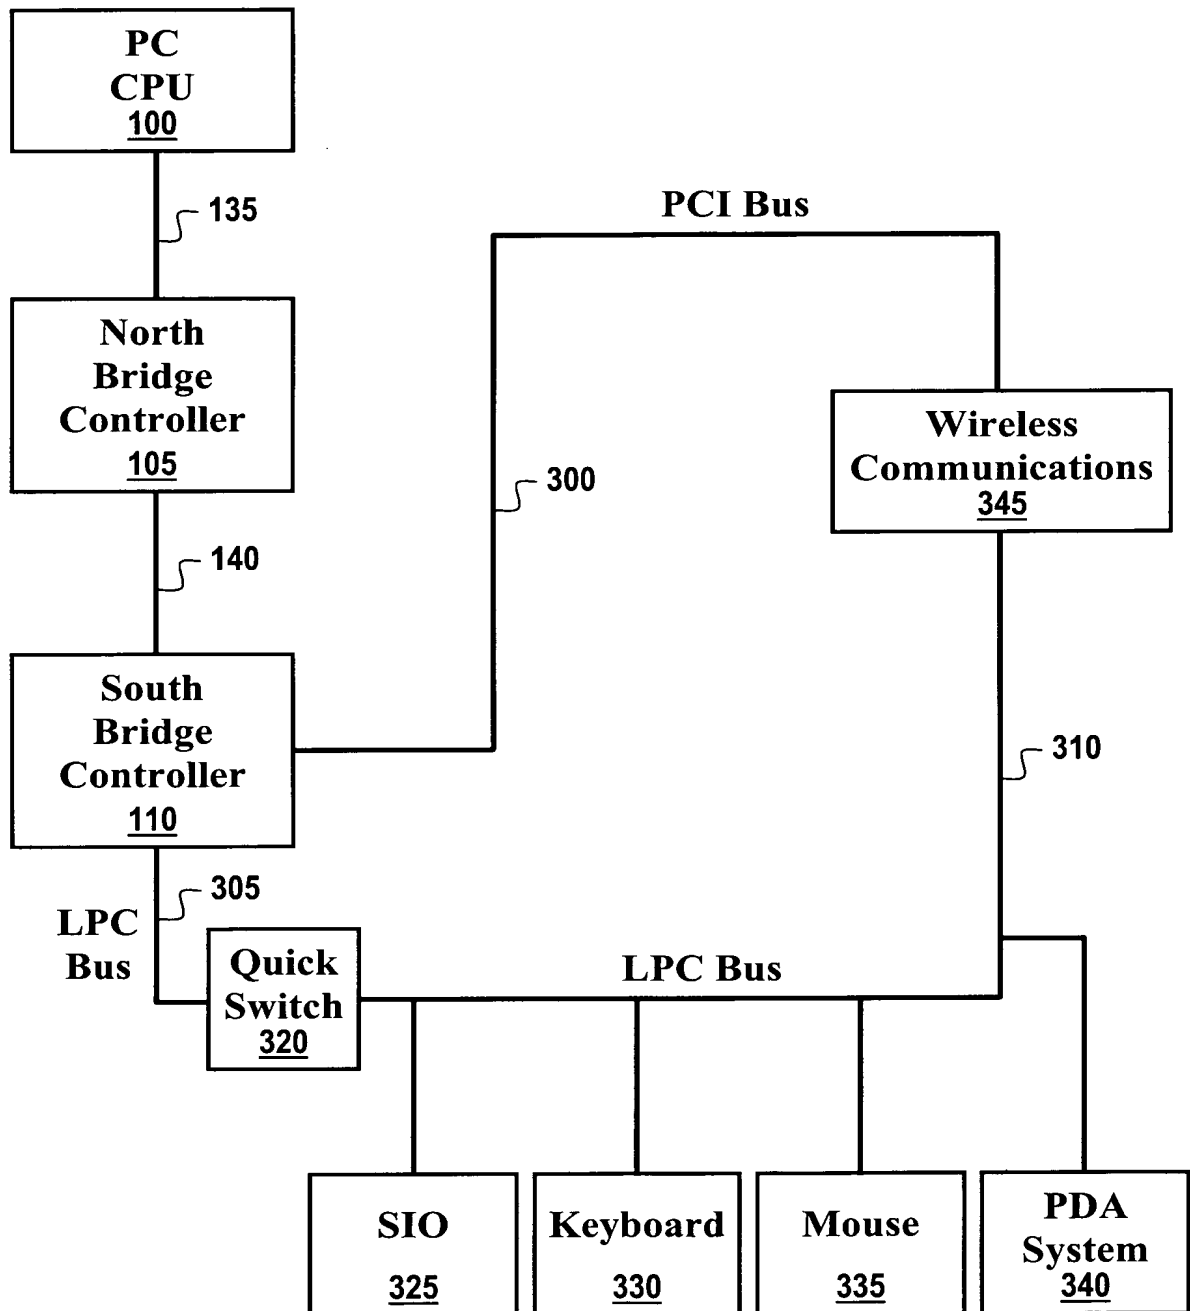 PC
CPU
100
135
PCI Bus
North
Bridge
Controller
105
Wireless
Communications
345
300
140
South
Bridge
Controller
110
310
305
LPC
Bus
Quick
Switch
320
LPC Bus
SIO
325
Keyboard
330
Mouse
335
PDA
System
340